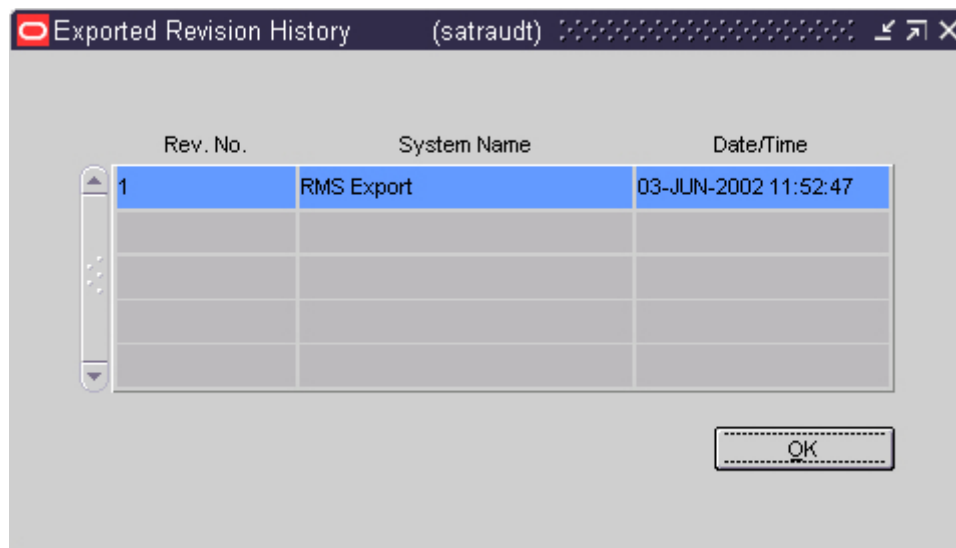 Exported Revision History (satraudt)
Rev. No. System Name Date/Time
1 RMS Export 03-JUN-2002 11:52:47
OK